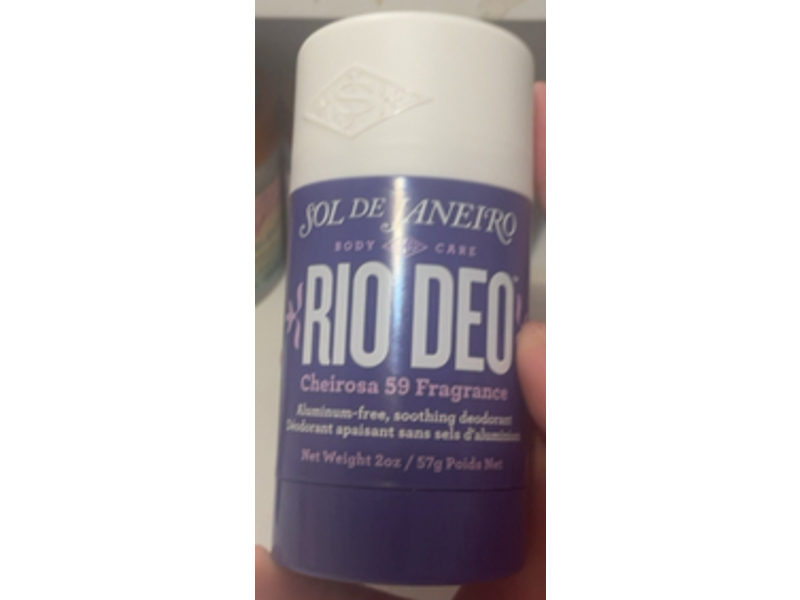 SOL DE JANEIRO
BODY CARE
RIO DEO
Cheirosa 59 Fragrance
Aluminum-free, soothing deodorant
Déodorant apaisant sans sels d'aluminium
Net Weight 2oz / 57g Poids Net